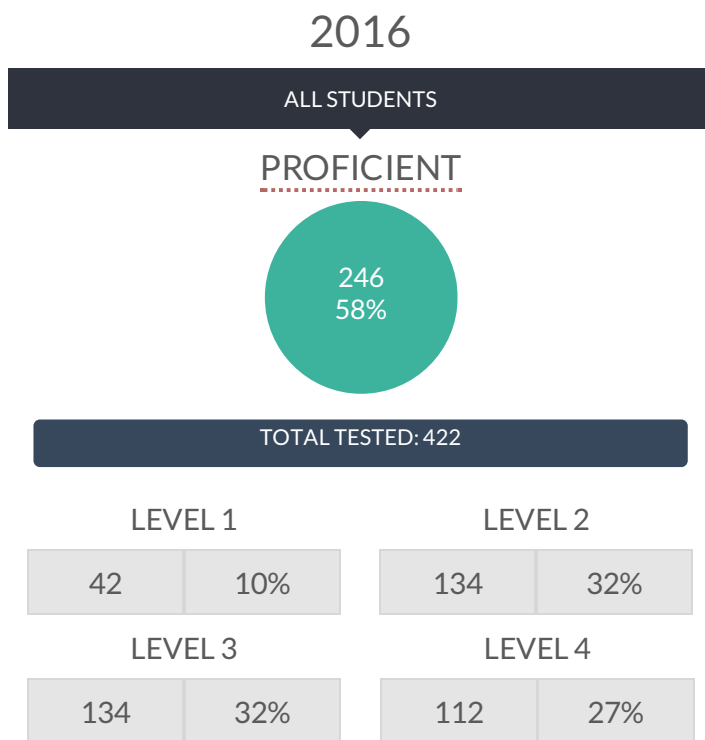 2016
ALL STUDENTS
PROFICIENT
246
58%
TOTAL TESTED: 422
LEVEL 1 LEVEL 2
42 10% 134 32%
LEVEL 3 LEVEL 4
134 32% 112 27%